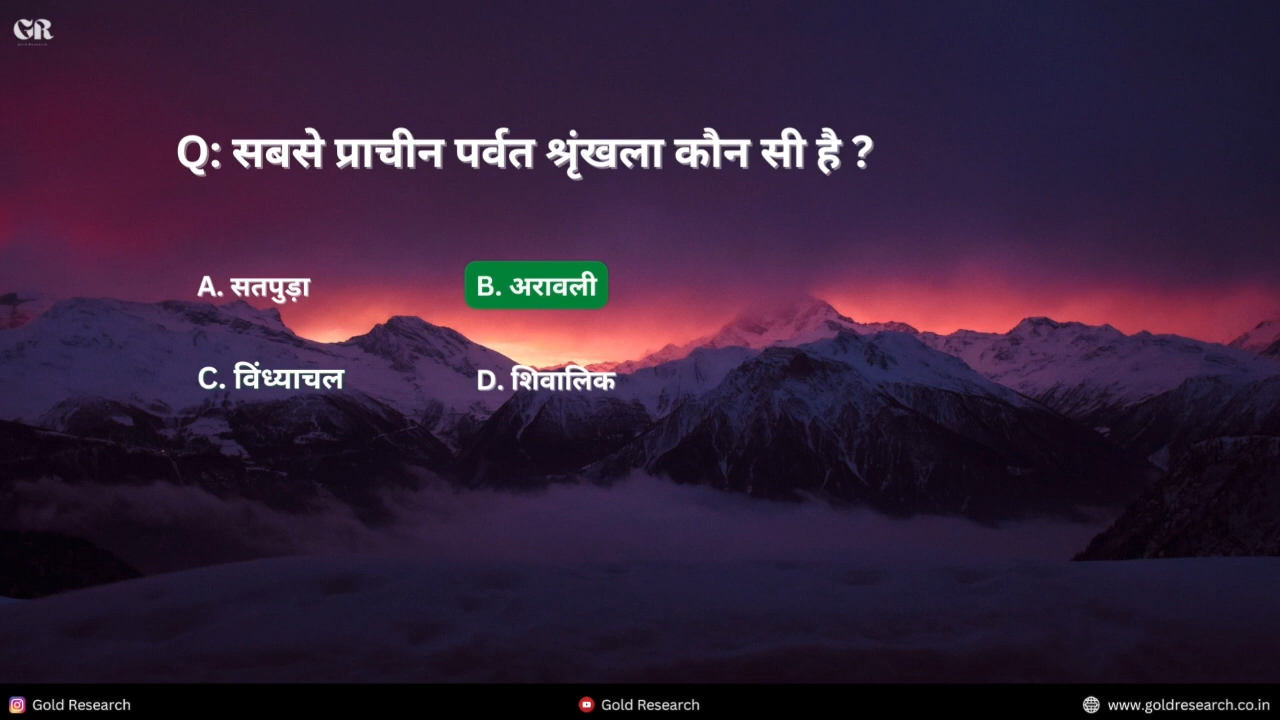 GR
Q: सबसे प्राचीन पर्वत श्रृंखला कौन सी है ?
A. सतपुड़ा
B. अरावली
C. विंध्याचल
D. शिवालिक
Gold Research
Gold Research
www.goldresearch.co.in